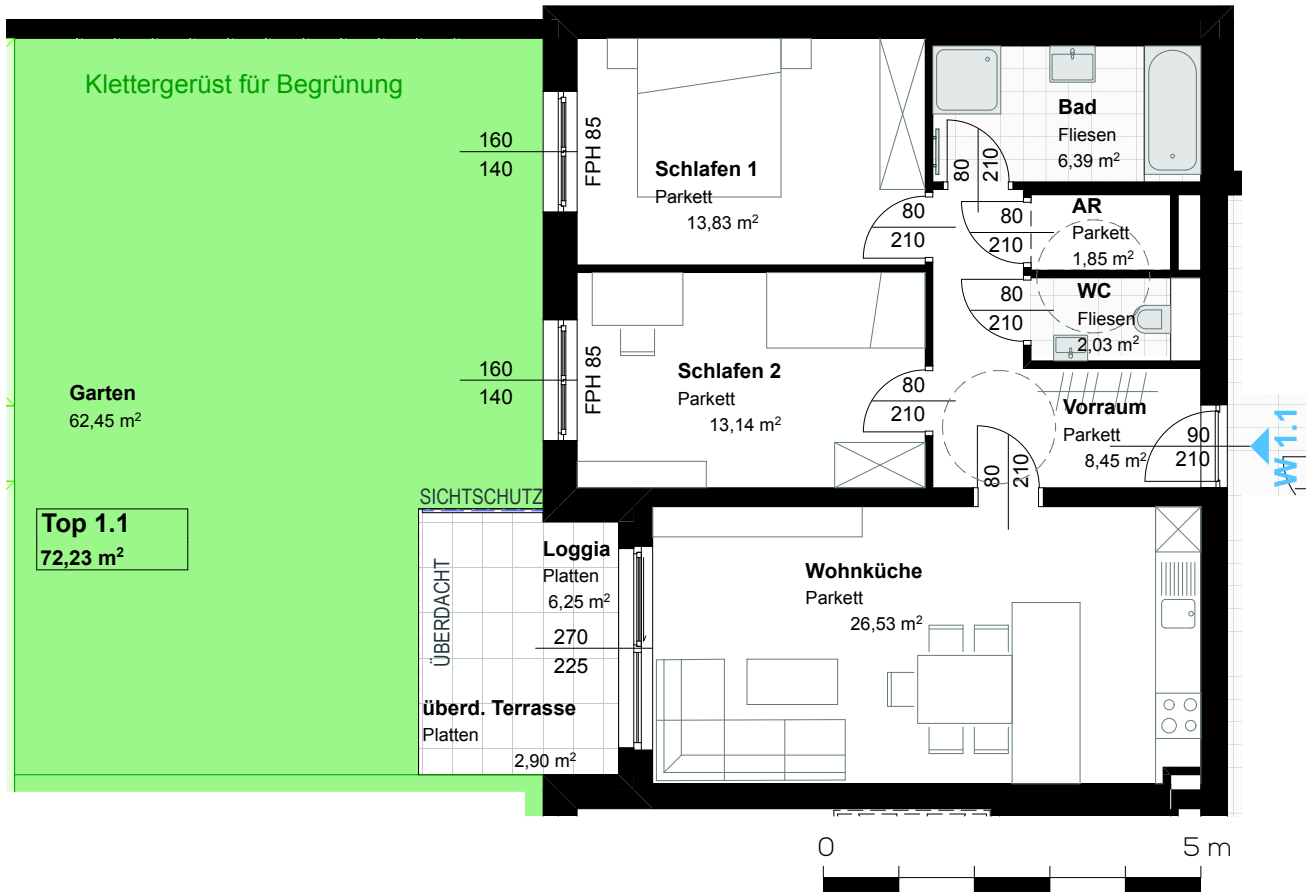 Klettergerüst für Begrünung
160
140
FPH 85
Schlafen 1
Parkett
13,83 m²
80
210
Bad
Fliesen
6,39 m²
80
210
AR
Parkett
1,85 m²
80
210
WC
Fliesen
2,03 m²
80
210
160
140
FPH 85
Schlafen 2
Parkett
13,14 m²
80
210
Garten
62,45 m²
Vorraum
Parkett
8,45 m²
90
210
W 1.1
80
210
SICHTSCHUTZ
Top 1.1
72,23 m²
ÜBERDACHT
Loggia
Platten
6,25 m²
270
225
überd. Terrasse
Platten
2,90 m²
Wohnküche
Parkett
26,53 m²
0
5 m